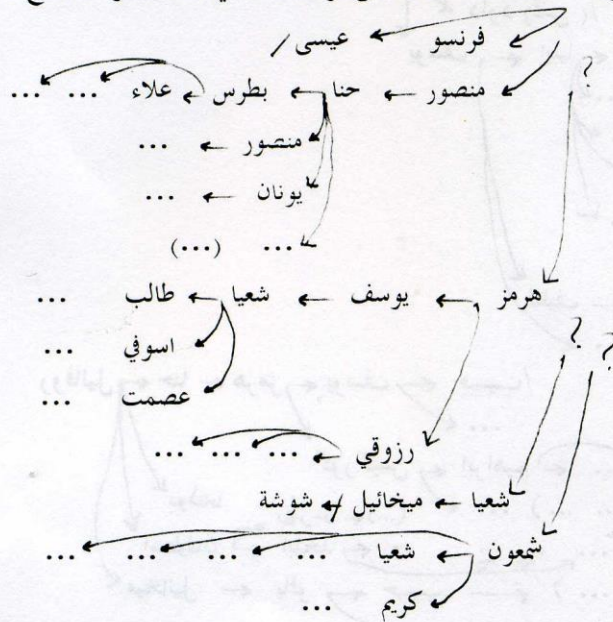 فرنسو عيسى
؟ منصور حنا بطرس علاء ... ...
منصور ...
يونان ...
... (...)
هرمز يوسف شعيا طالب ...
؟ ؟ اسوفي ...
عصمت ...
رزوقي ... ... ...
شعيا ميخائيل شوشة
شمعون شعيا ... ... ... ...
كريم ...